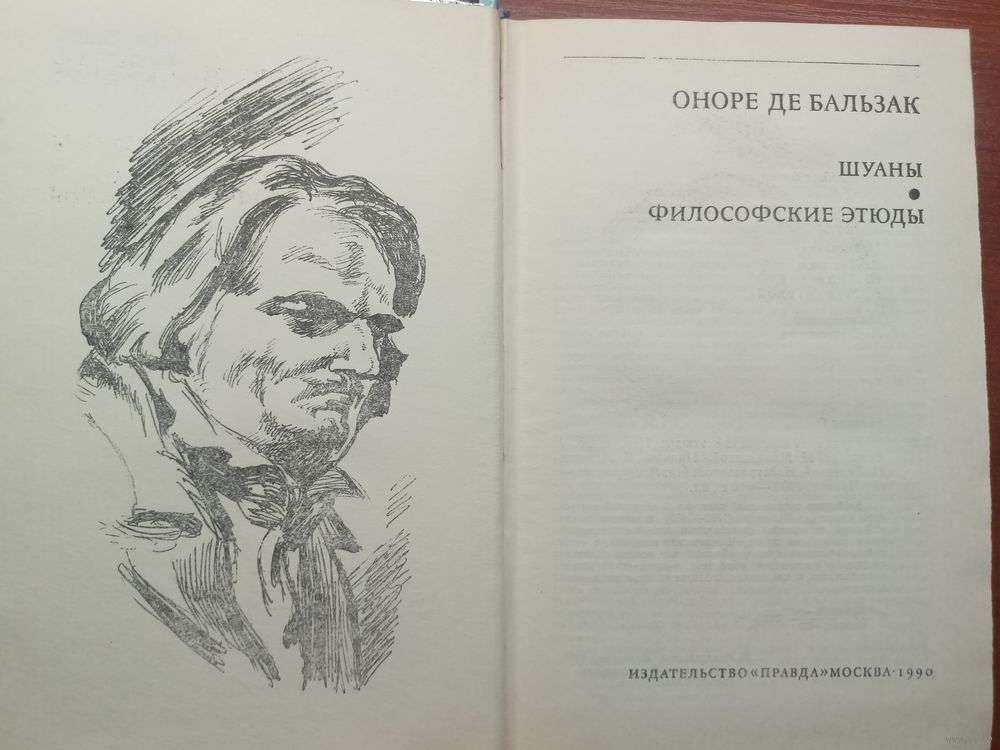 ОНОРЕ ДЕ БАЛЬЗАК
ШУАНЫ
•
ФИЛОСОФСКИЕ ЭТЮДЫ
ИЗДАТЕЛЬСТВО «ПРАВДА» МОСКВА · 1990